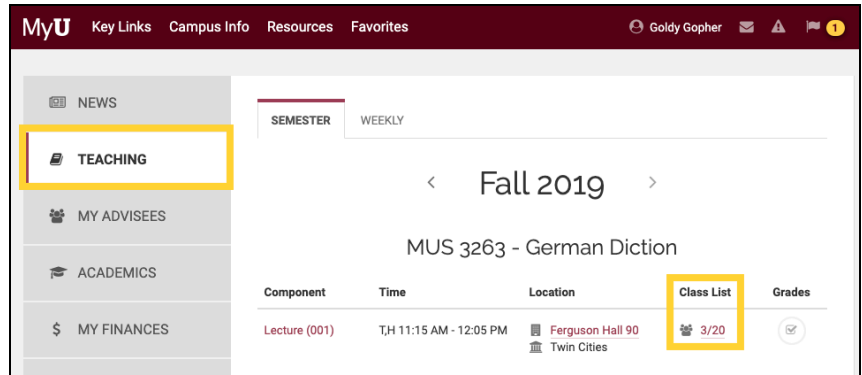 MyU Key Links Campus Info Resources Favorites Goldy Gopher 1
NEWS
TEACHING
MY ADVISEES
ACADEMICS
$ MY FINANCES
SEMESTER WEEKLY
< Fall 2019 >
MUS 3263 - German Diction
Component Time Location Class List Grades
Lecture (001) T,H 11:15 AM - 12:05 PM Ferguson Hall 90 3/20
Twin Cities